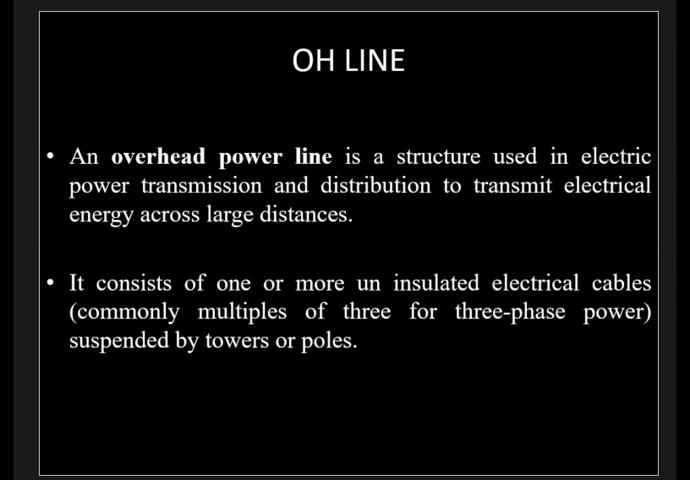 OH LINE
• An overhead power line is a structure used in electric
power transmission and distribution to transmit electrical
energy across large distances.
• It consists of one or more un insulated electrical cables
(commonly multiples of three for three-phase power)
suspended by towers or poles.